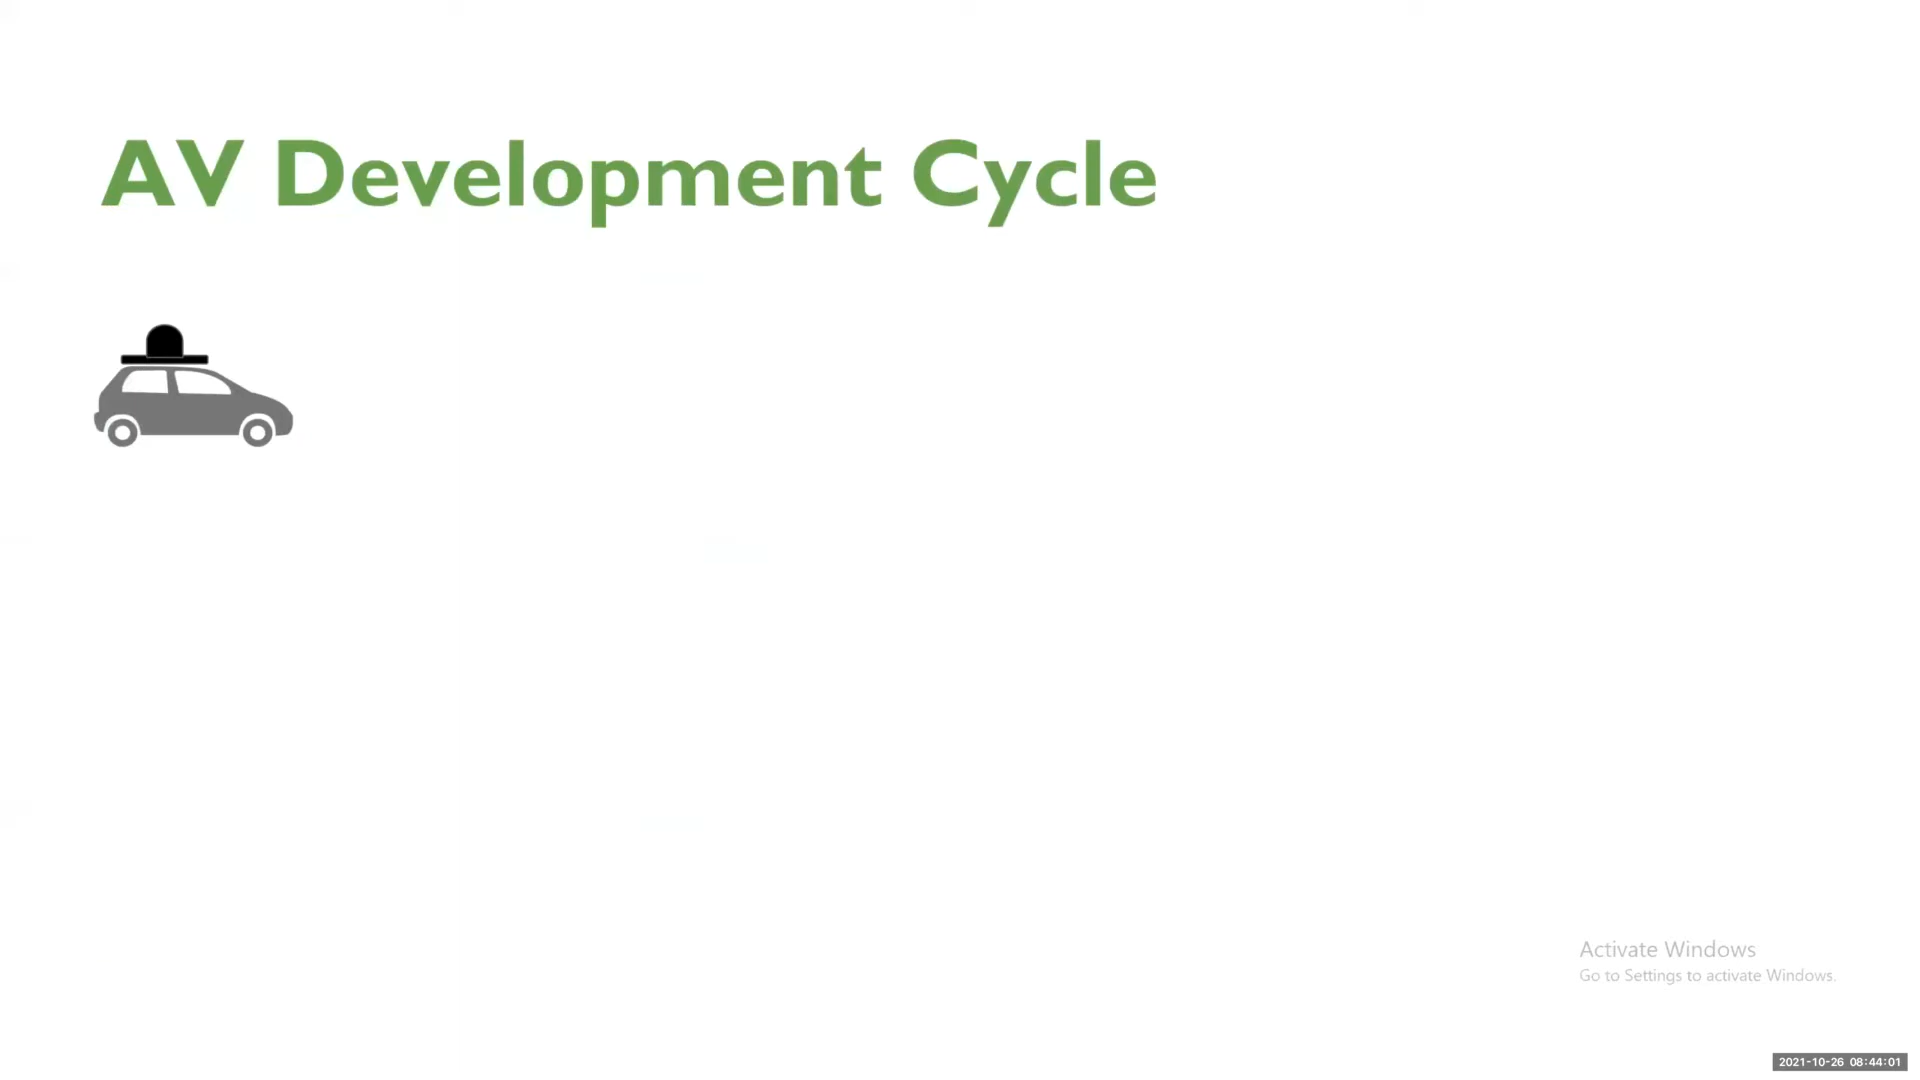 AV Development Cycle
Activate Windows
Go to Settings to activate Windows.
2021-10-26 08:44:01